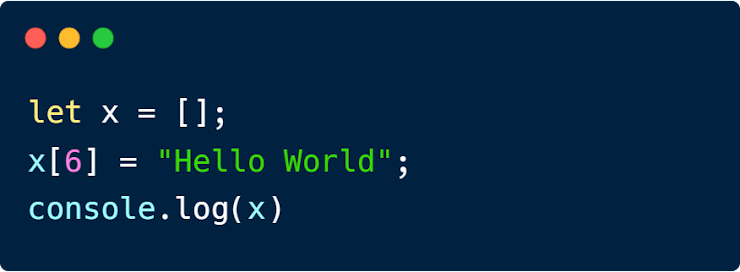 let x = [];
x[6] = "Hello World";
console.log(x)